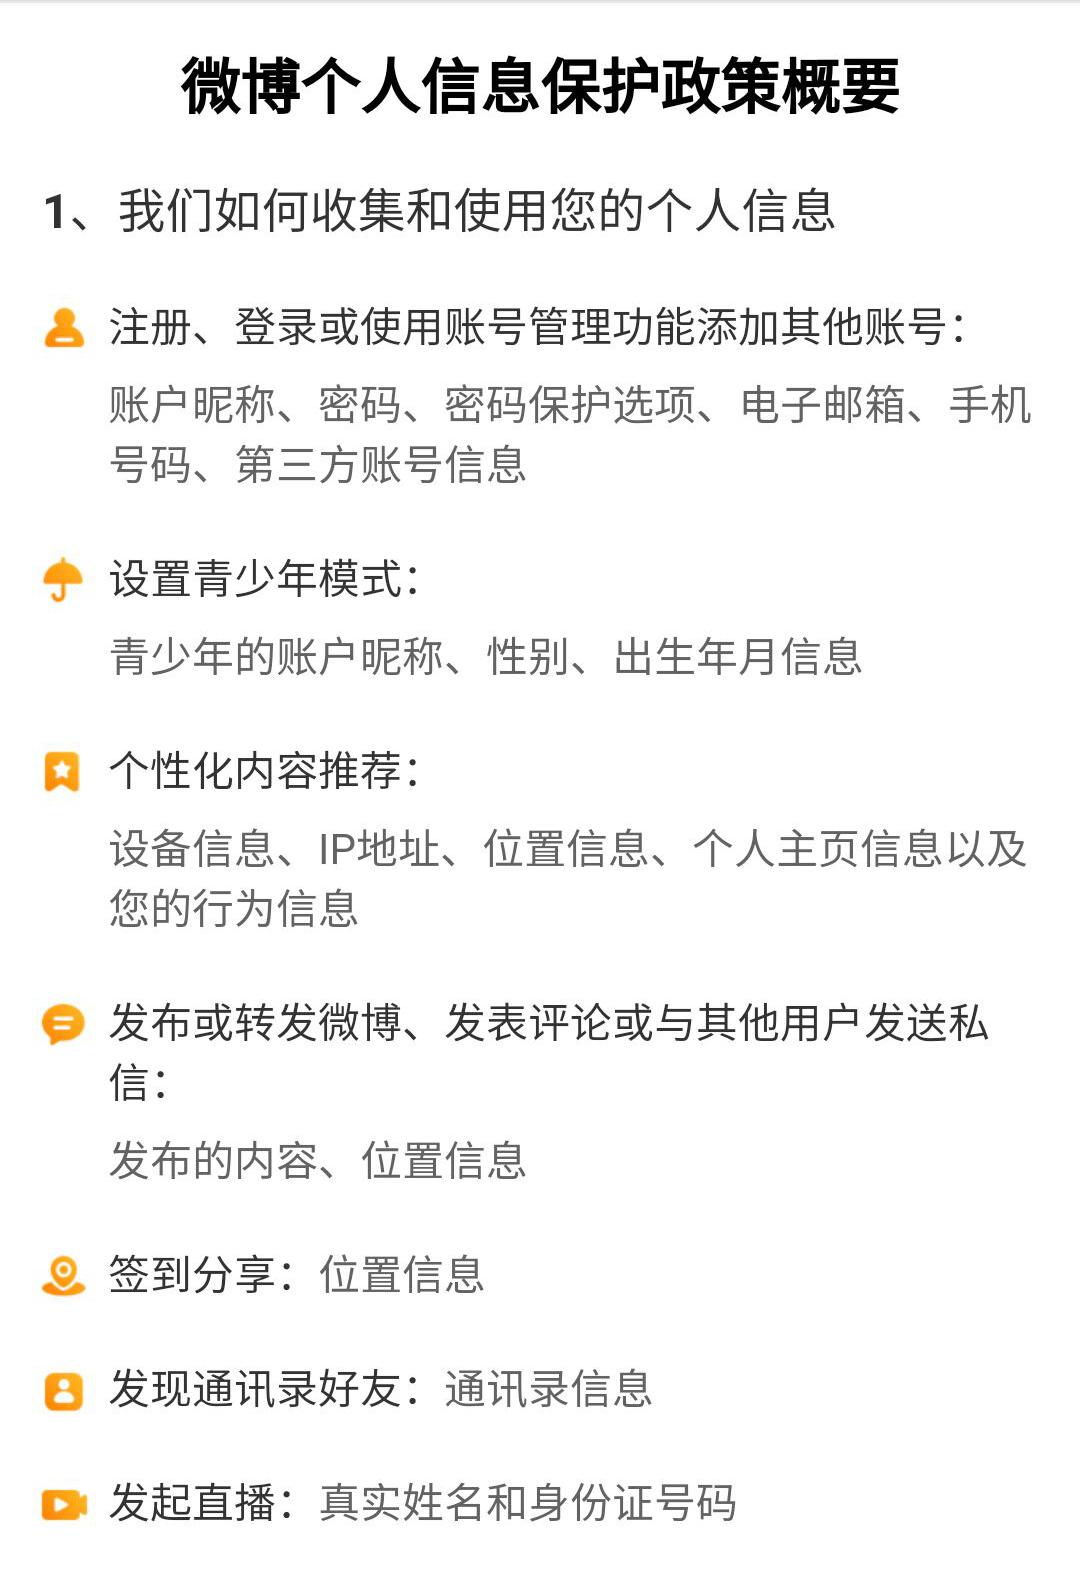 微博个人信息保护政策概要
1、我们如何收集和使用您的个人信息
注册、登录或使用账号管理功能添加其他账号：
账户昵称、密码、密码保护选项、电子邮箱、手机
号码、第三方账号信息
设置青少年模式：
青少年的账户昵称、性别、出生年月信息
个性化内容推荐：
设备信息、IP地址、位置信息、个人主页信息以及
您的行为信息
发布或转发微博、发表评论或与其他用户发送私
信：
发布的内容、位置信息
签到分享：位置信息
发现通讯录好友：通讯录信息
发起直播：真实姓名和身份证号码